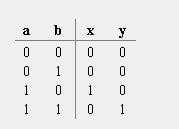 a b x y
0 0 0 0
0 1 0 0
1 0 1 0
1 1 0 1